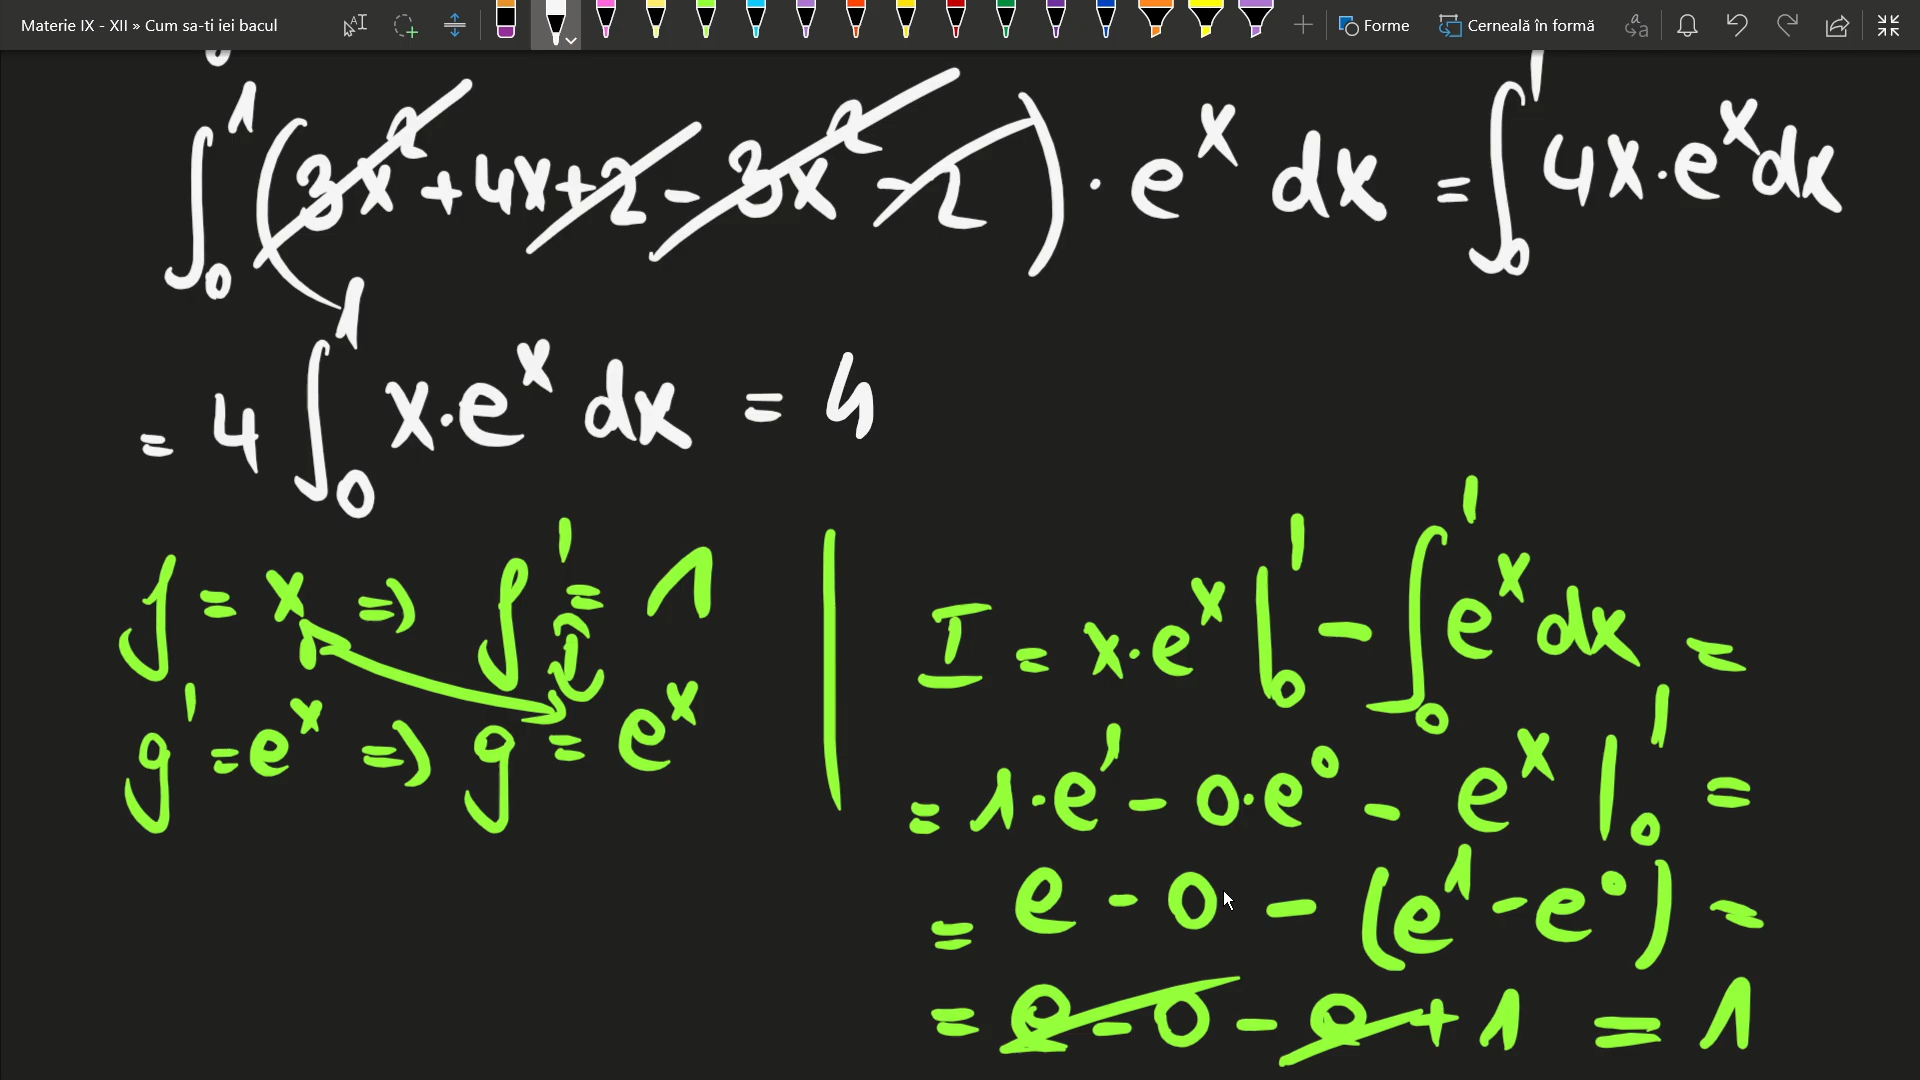 Materie IX - XII » Cum sa-ti iei bacul
Forme
Cerneală în formă
∫₀¹ (3x² + 4x + 2 - 3x² - 2) · eˣ dx = ∫₀¹ 4x · eˣ dx
= 4 ∫₀¹ x · eˣ dx = 4
f = x => f' = 1
g' = eˣ => g = eˣ
I = x · eˣ |₀¹ - ∫₀¹ eˣ dx =
= 1 · e¹ - 0 · e⁰ - eˣ |₀¹ =
= e - 0 - (e¹ - e⁰) =
= e - 0 - e + 1 = 1